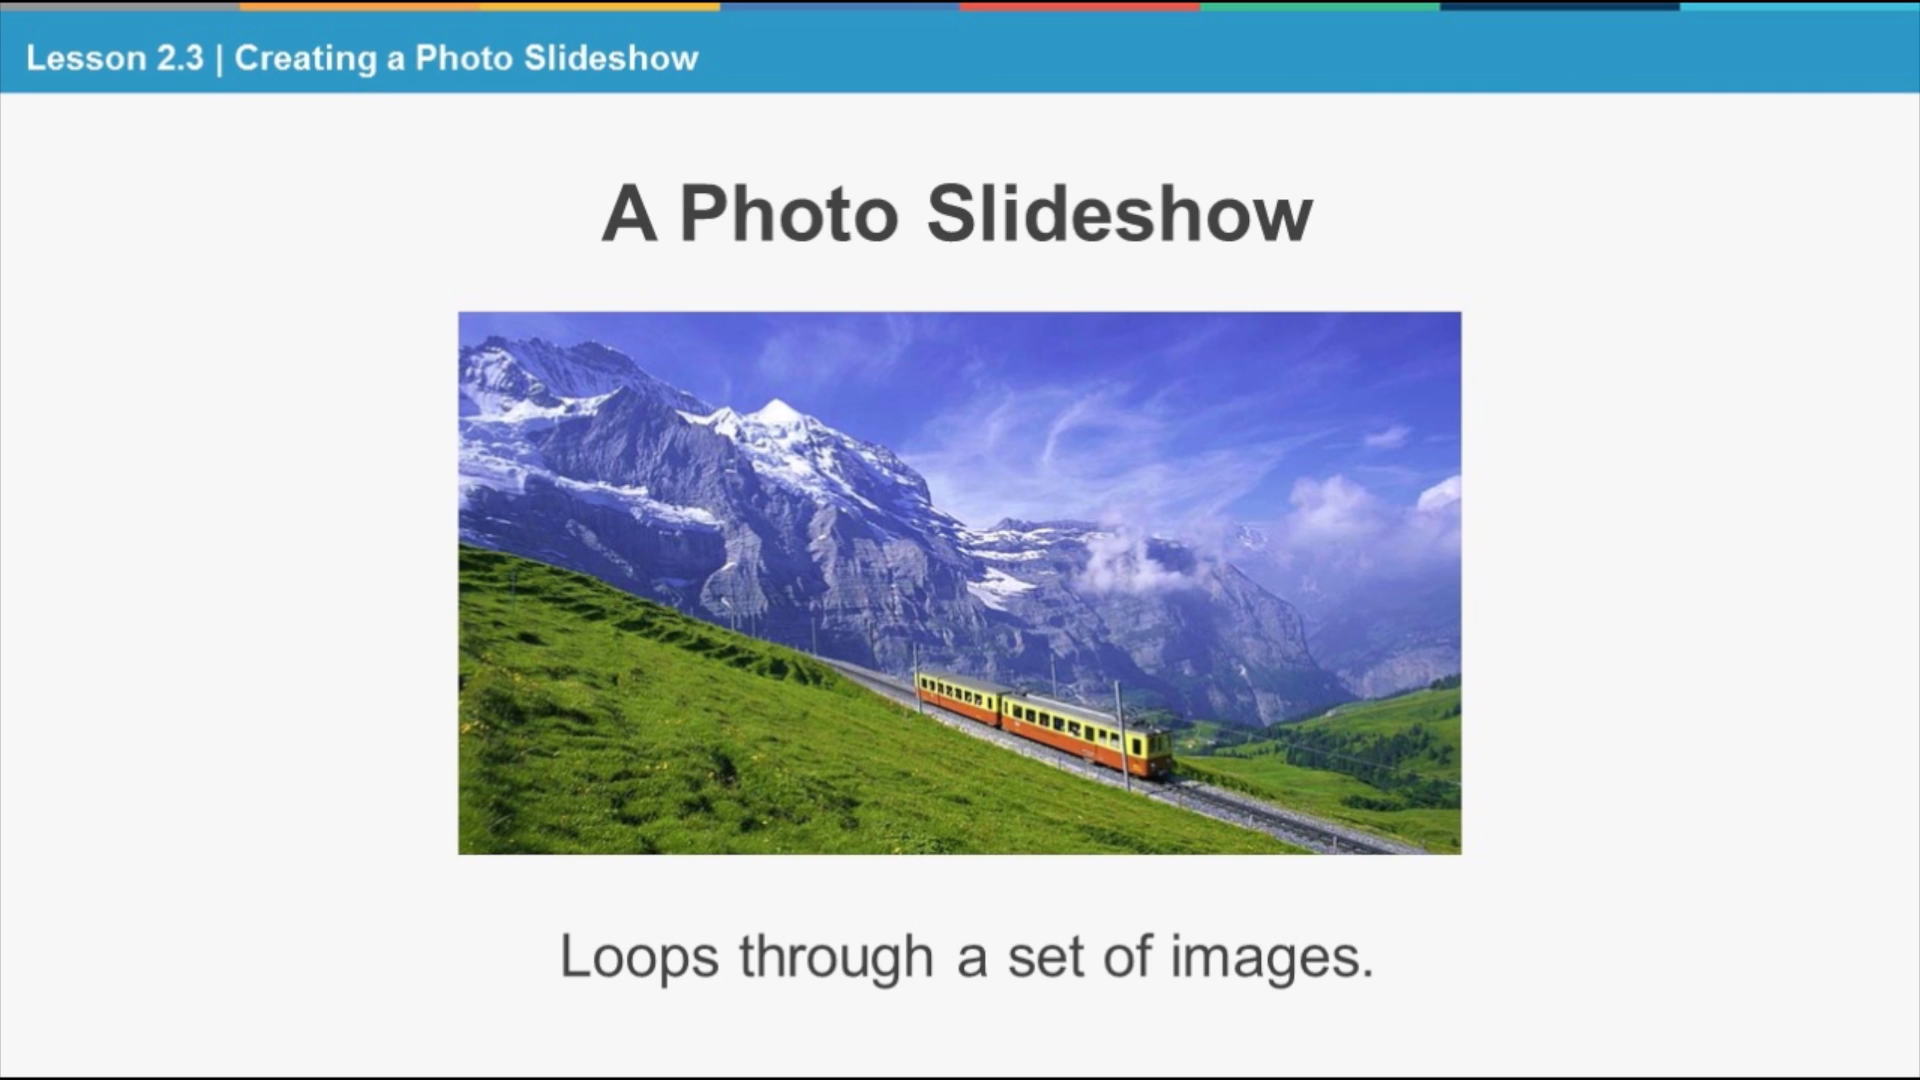 Lesson 2.3 | Creating a Photo Slideshow
A Photo Slideshow
Loops through a set of images.